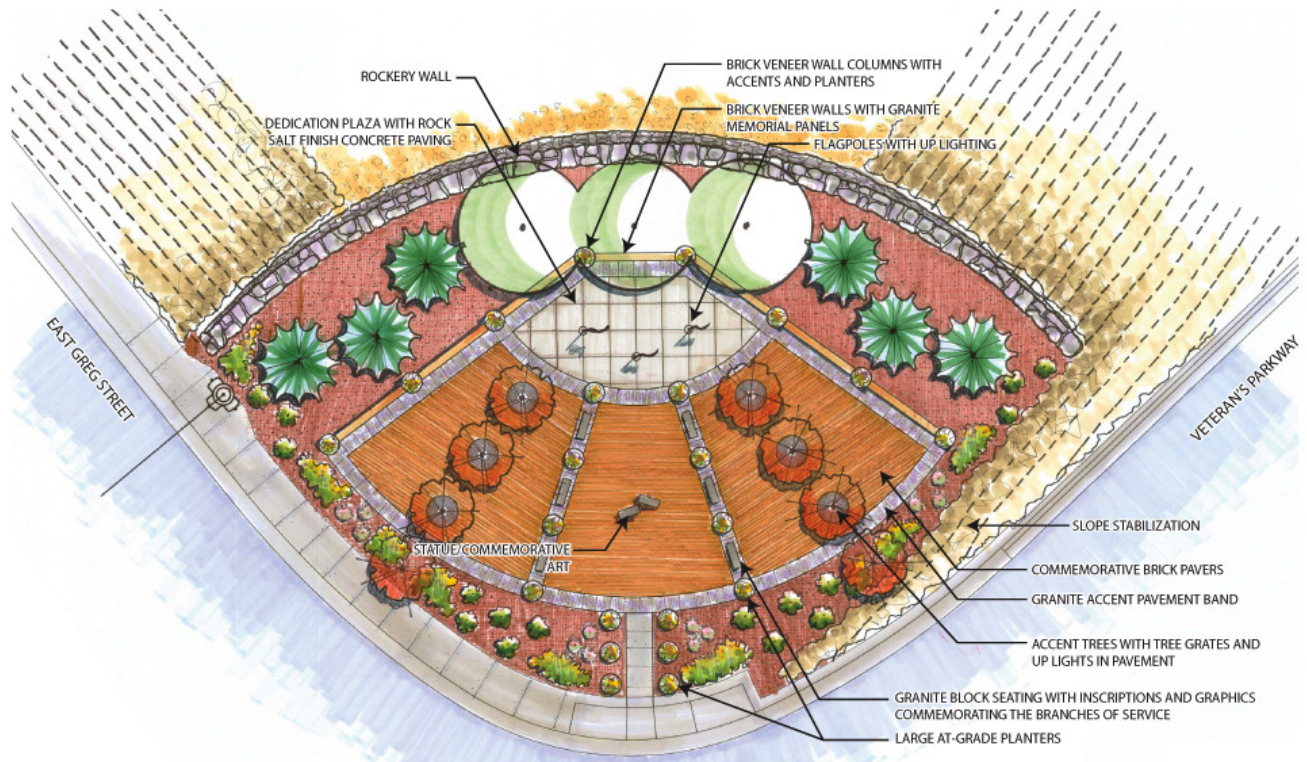 ROCKERY WALL
BRICK VENEER WALL COLUMNS WITH
ACCENTS AND PLANTERS
DEDICATION PLAZA WITH ROCK
SALT FINISH CONCRETE PAVING
BRICK VENEER WALLS WITH GRANITE
MEMORIAL PANELS
FLAGPOLES WITH UP LIGHTING
EAST GREG STREET
VETERAN'S PARKWAY
STATUE/COMMEMORATIVE
ART
SLOPE STABILIZATION
COMMEMORATIVE BRICK PAVERS
GRANITE ACCENT PAVEMENT BAND
ACCENT TREES WITH TREE GRATES AND
UP LIGHTS IN PAVEMENT
GRANITE BLOCK SEATING WITH INSCRIPTIONS AND GRAPHICS
COMMEMORATING THE BRANCHES OF SERVICE
LARGE AT-GRADE PLANTERS